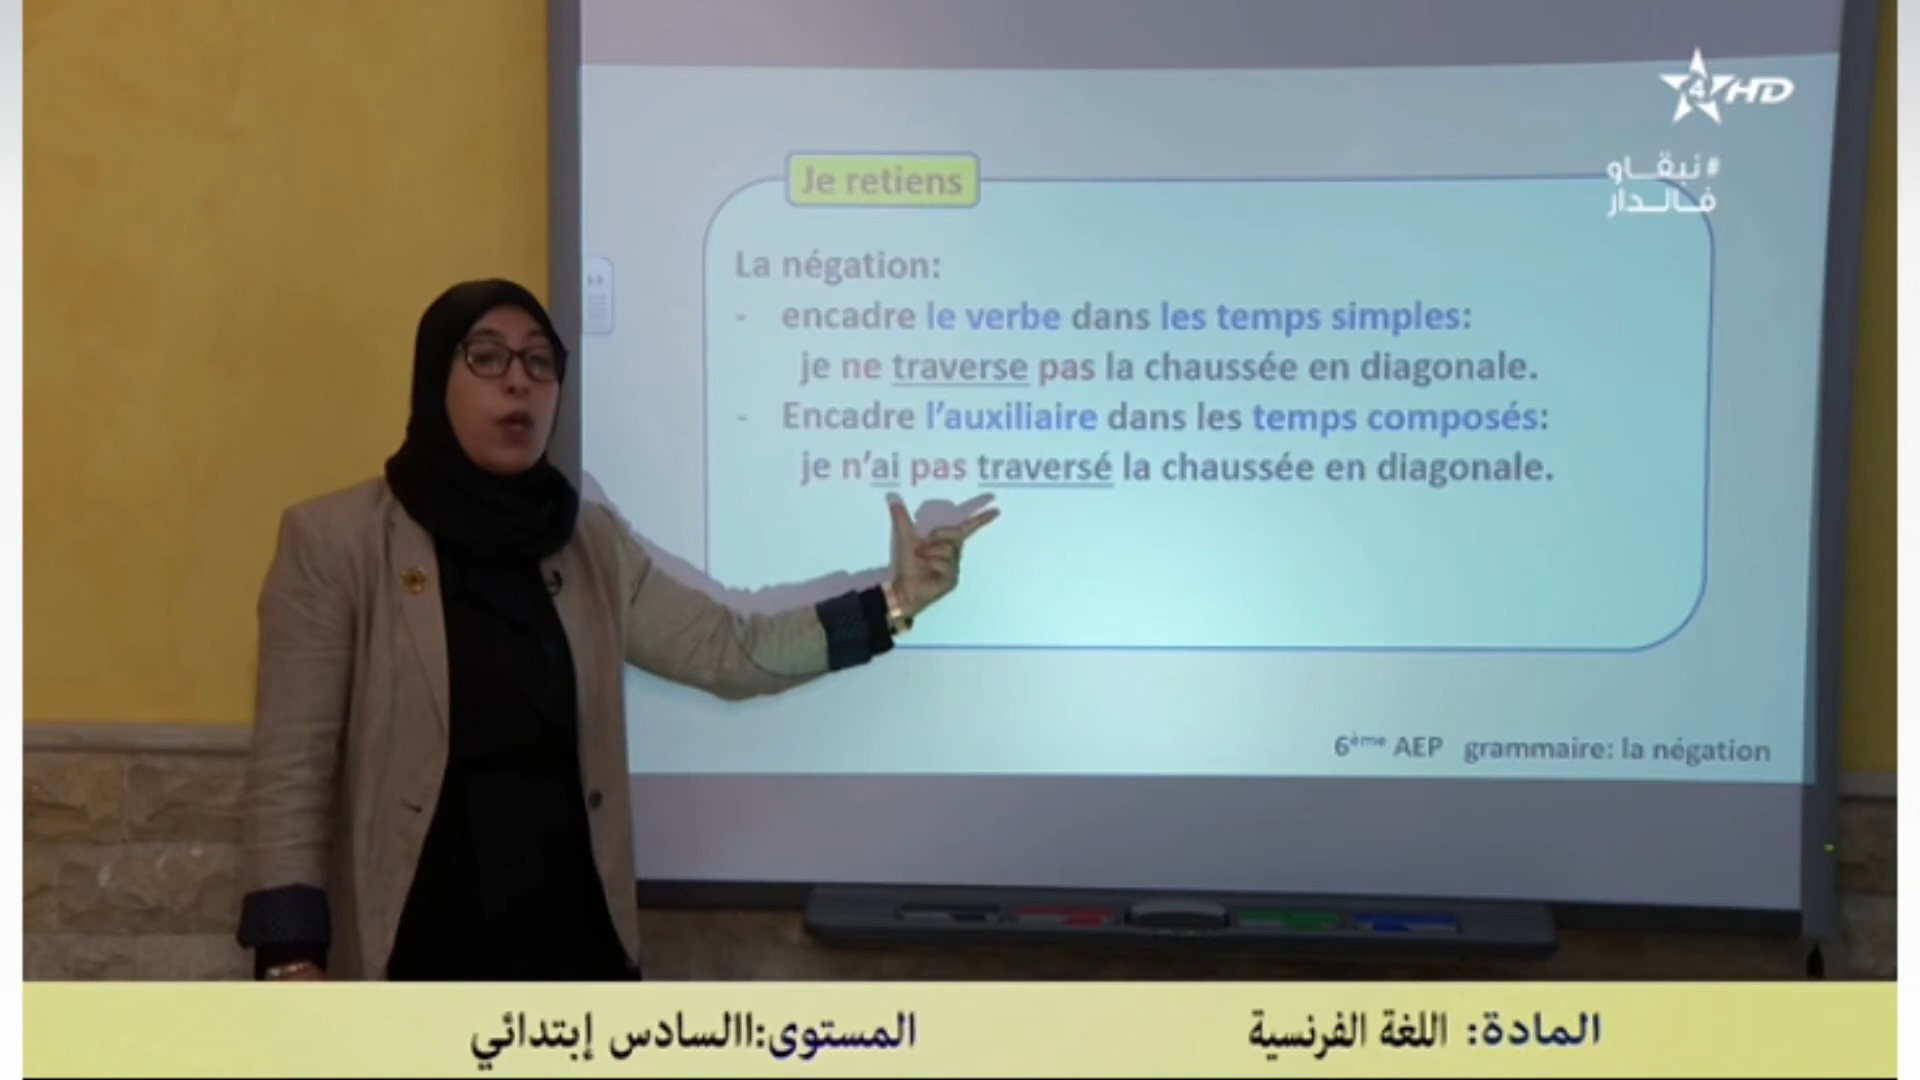 4 HD
#نبقاو
فالدار
Je retiens
La négation:
- encadre le verbe dans les temps simples:
je ne traverse pas la chaussée en diagonale.
- Encadre l'auxiliaire dans les temps composés:
je n'ai pas traversé la chaussée en diagonale.
6ème AEP grammaire: la négation
المادة: اللغة الفرنسية المستوى:االسادس إبتدائي